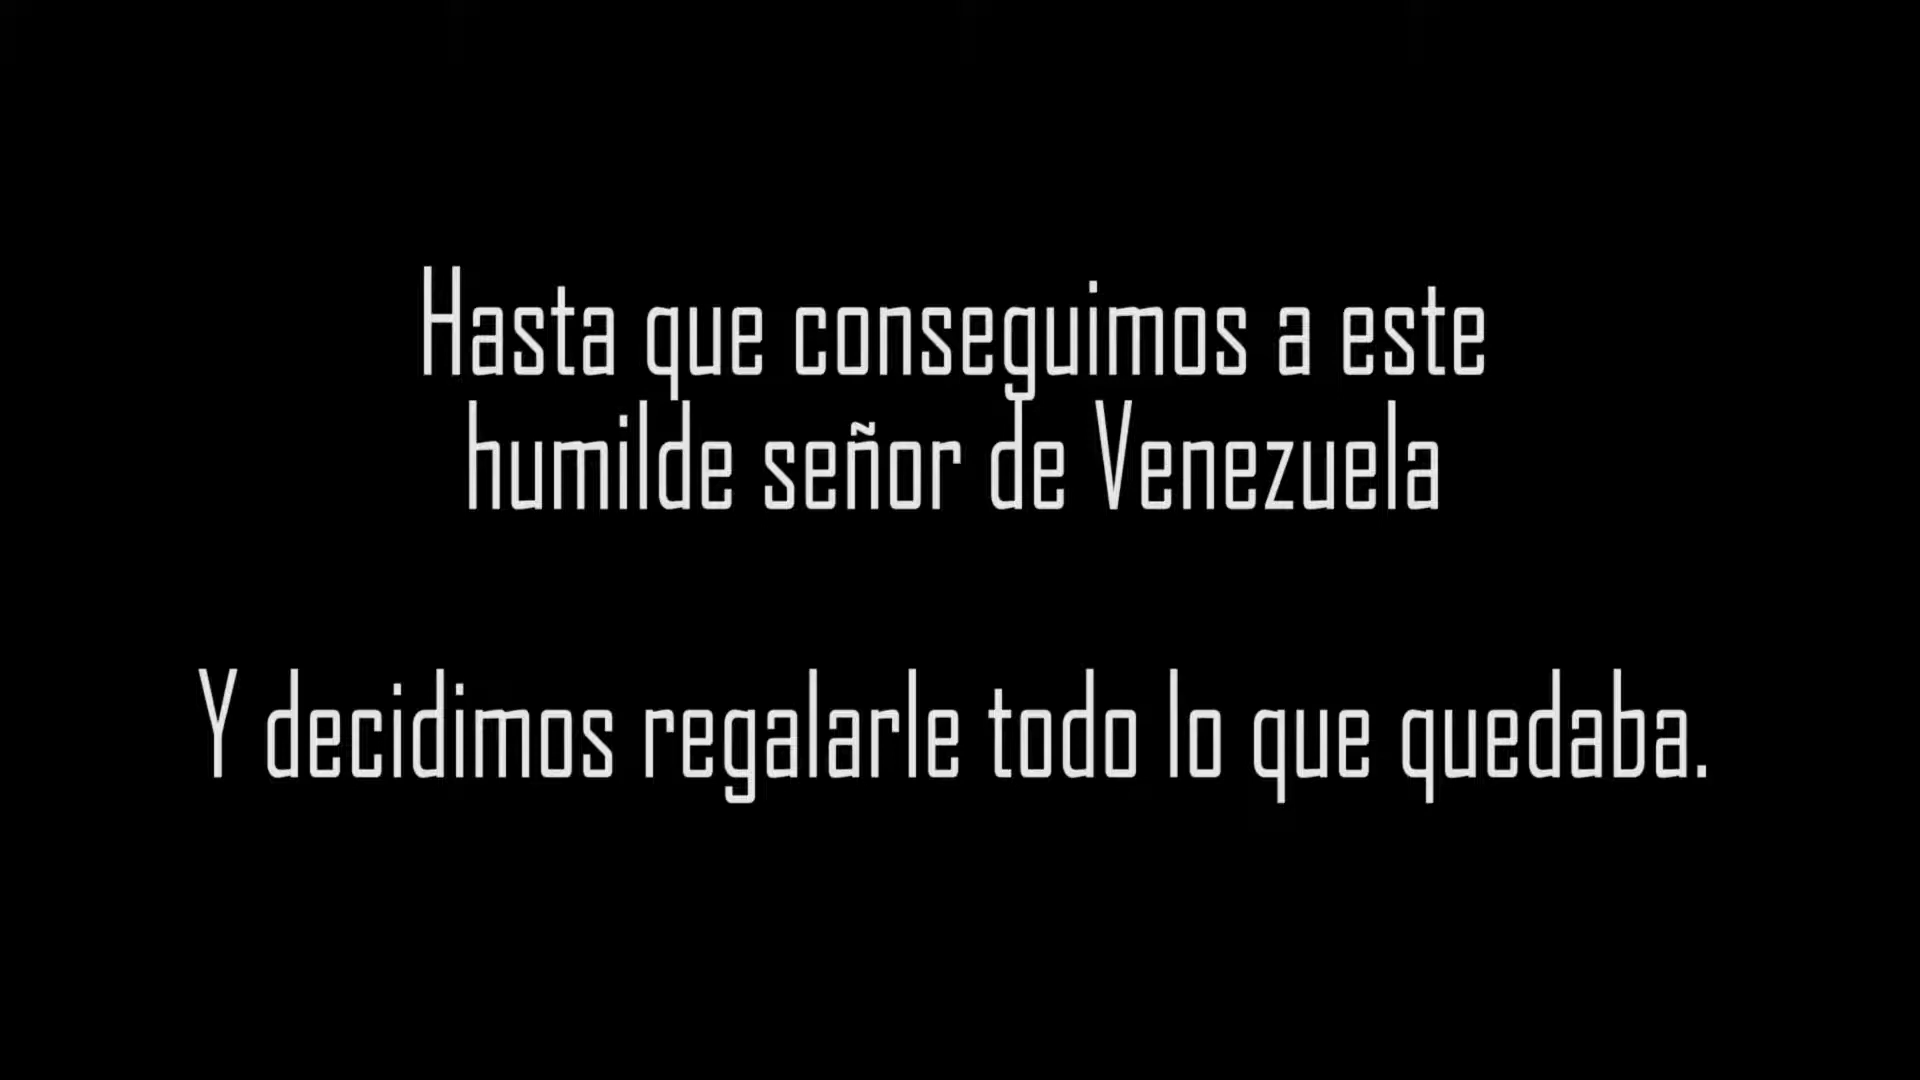 Hasta que conseguimos a este
humilde señor de Venezuela
Y decidimos regalarle todo lo que quedaba.